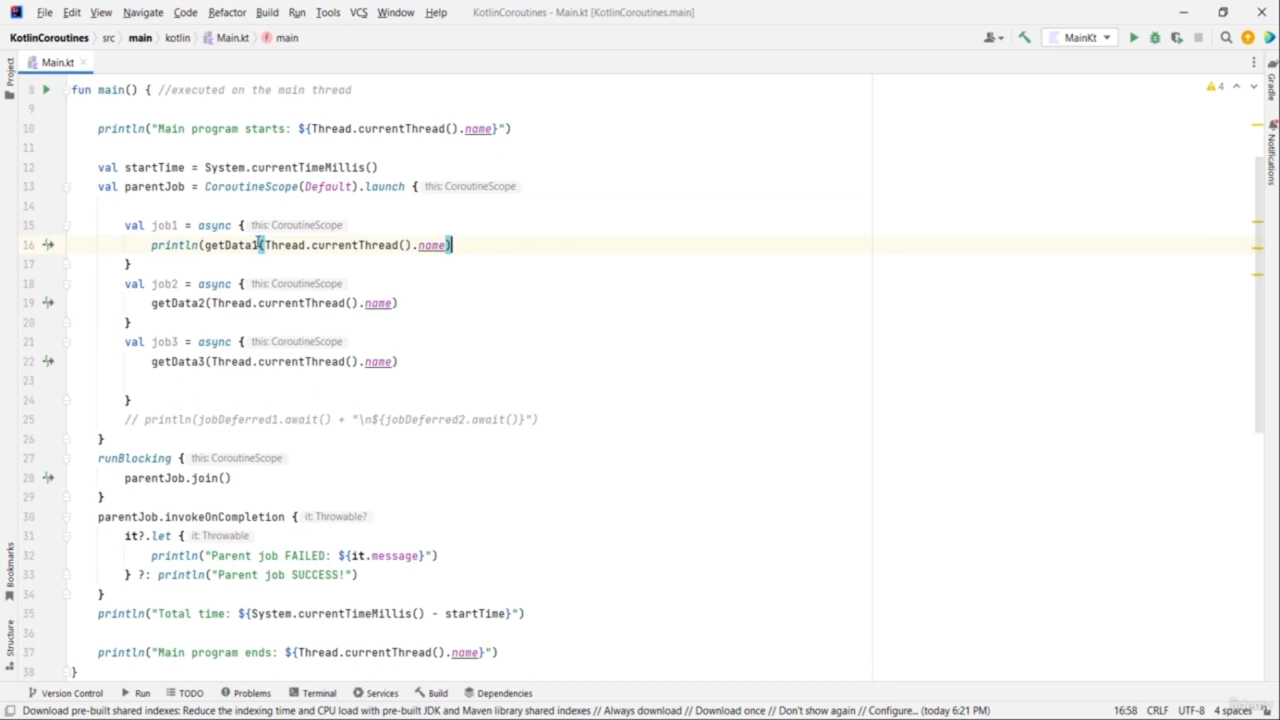 File Edit View Navigate Code Refactor Build Run Tools VCS Window Help KotlinCoroutines - Main.kt [KotlinCoroutines.main]
KotlinCoroutines src main kotlin Main.kt main MainKt
Project Main.kt
8 fun main() { //executed on the main thread 4
9
10 println("Main program starts: ${Thread.currentThread().name}")
11
12 val startTime = System.currentTimeMillis()
13 val parentJob = CoroutineScope(Default).launch { this: CoroutineScope
14
15 val job1 = async { this: CoroutineScope
16 println(getData1(Thread.currentThread().name)
17 }
18 val job2 = async { this: CoroutineScope
19 getData2(Thread.currentThread().name)
20 }
21 val job3 = async { this: CoroutineScope
22 getData3(Thread.currentThread().name)
23
24 }
25 // println(jobDeferred1.await() + "\n${jobDeferred2.await()}")
26 }
27 runBlocking { this: CoroutineScope
28 parentJob.join()
29 }
30 parentJob.invokeOnCompletion { it: Throwable?
31 it?.let { it: Throwable
32 println("Parent job FAILED: ${it.message}")
33 } ?: println("Parent job SUCCESS!")
34 }
35 println("Total time: ${System.currentTimeMillis() - startTime}")
36
37 println("Main program ends: ${Thread.currentThread().name}")
38 }
Gradle
Notifications
Bookmarks
Structure
Version Control Run TODO Problems Terminal Services Build Dependencies
Download pre-built shared indexes: Reduce the indexing time and CPU load with pre-built JDK and Maven library shared indexes // Always download // Download once // Don't show again // Configure... (today 6:21 PM) 16:58 CRLF UTF-8 4 spaces
udemy